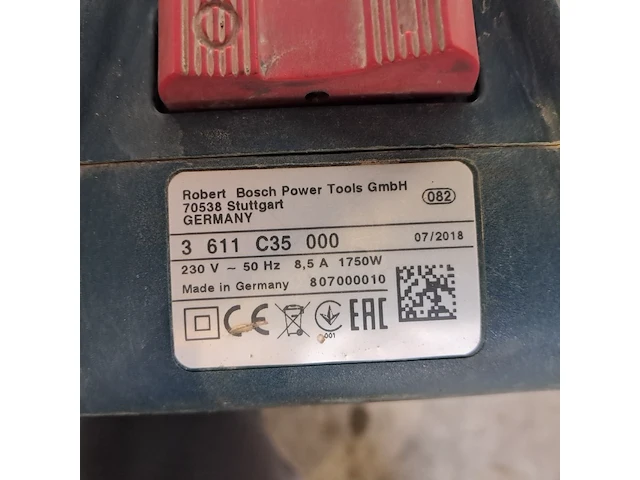 Robert Bosch Power Tools GmbH
70538 Stuttgart
GERMANY
082
3 611 C35 000
07/2018
230 V ~ 50 Hz 8,5 A 1750W
Made in Germany 807000010
CE
001
EAC